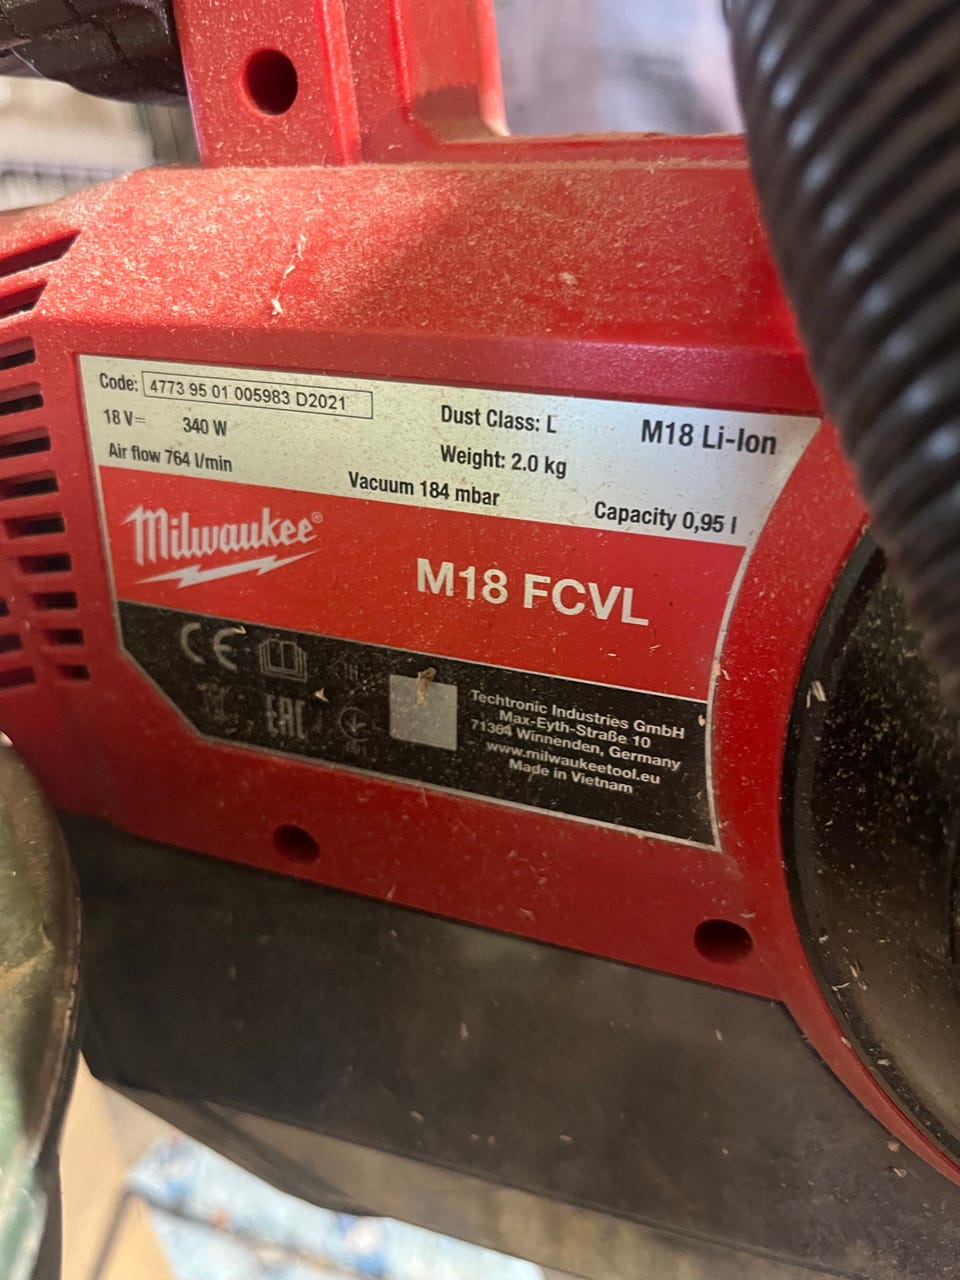 Code: 4773 95 01 005983 D2021
18 V 340 W
Air flow 764 l/min
Dust Class: L
Weight: 2.0 kg
Vacuum 184 mbar
M18 Li-Ion
Capacity 0,95 l
Milwaukee®
M18 FCVL
CE
EAC
Techtronic Industries GmbH
Max-Eyth-Straße 10
71364 Winnenden, Germany
www.milwaukeetool.eu
Made in Vietnam